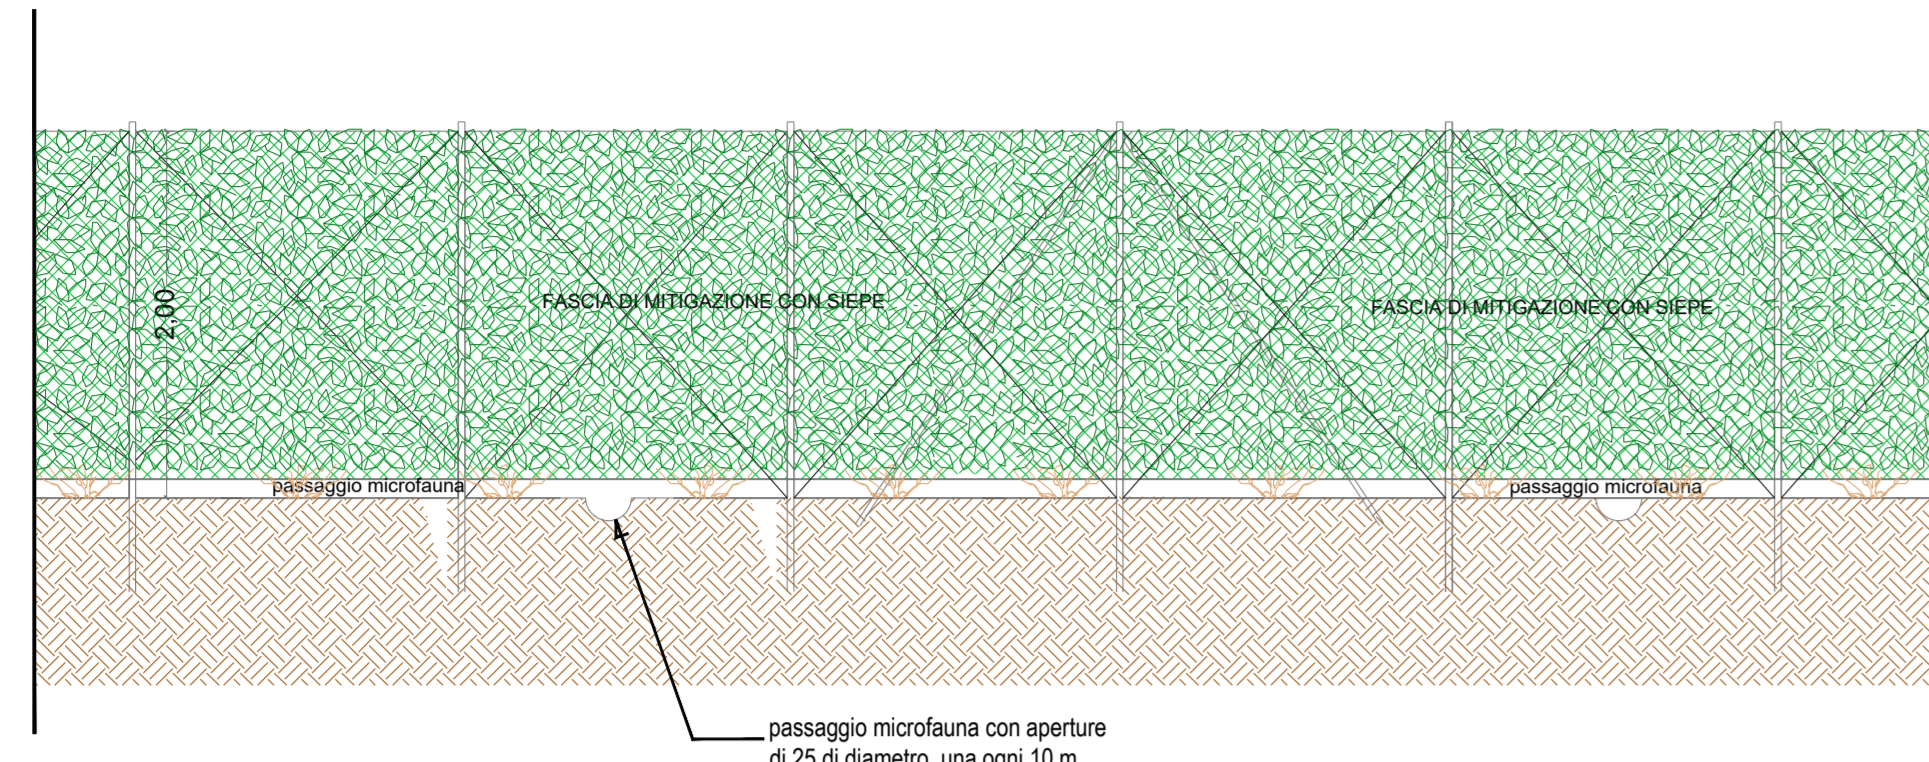 2,00
FASCIA DI MITIGAZIONE CON SIEPE
FASCIA DI MITIGAZIONE CON SIEPE
passaggio microfauna
passaggio microfauna
passaggio microfauna con aperture
di 25 di diametro, una ogni 10 m